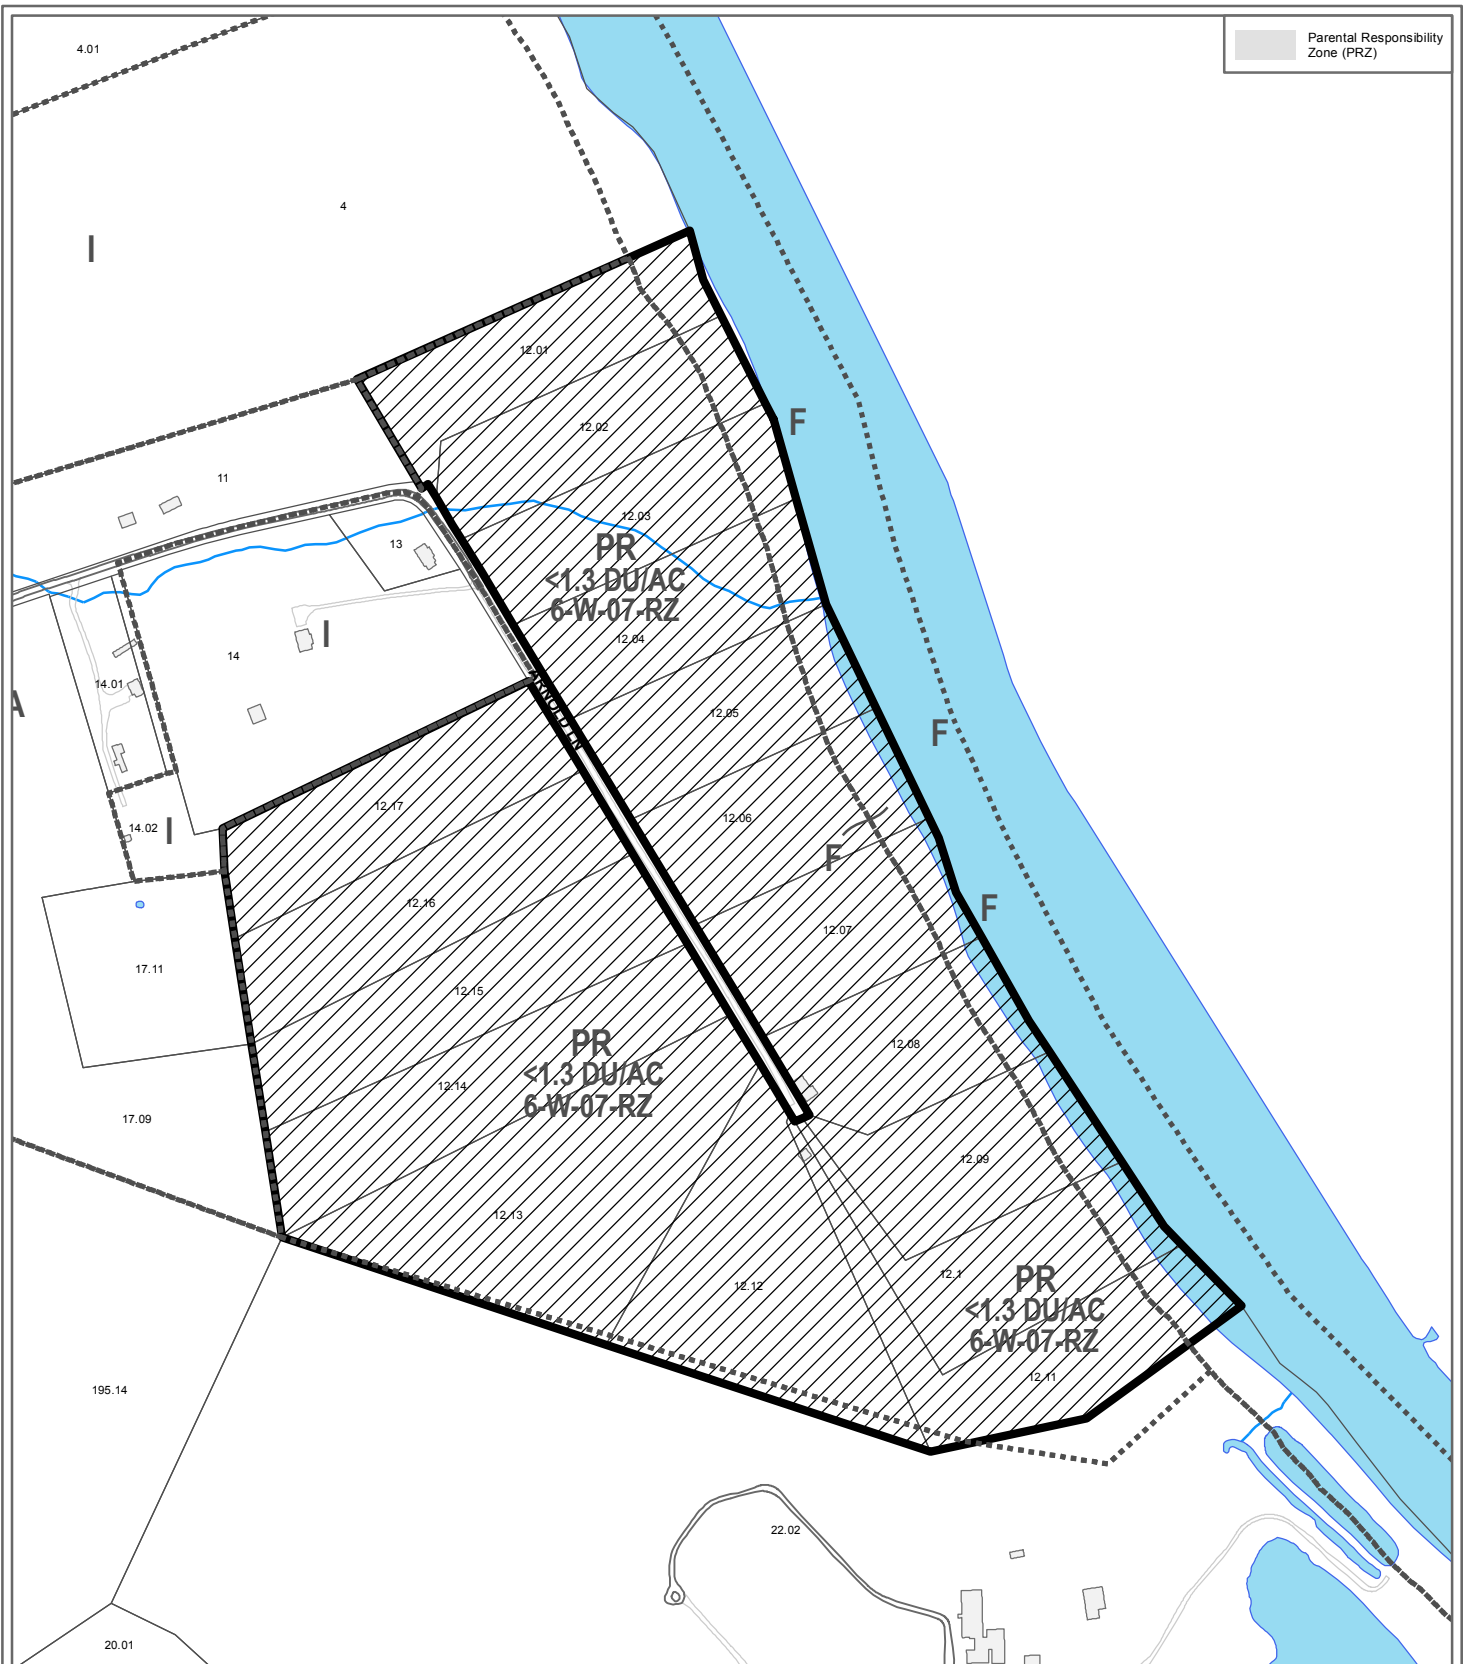 Parental Responsibility
Zone (PRZ)
4.01
4
I
12.01
F
12.02
11
12.03
13
PR
<1.3 DU/AC
6-W-07-RZ
12.04
I
14
14.01
A
ARNOLD LN
12.05
F
12.17
12.06
14.02
I
F
12.16
F
12.07
17.11
12.15
PR
<1.3 DU/AC
6-W-07-RZ
12.08
12.14
17.09
12.09
12.13
12.1
12.12
PR
<1.3 DU/AC
6-W-07-RZ
12.11
195.14
22.02
20.01